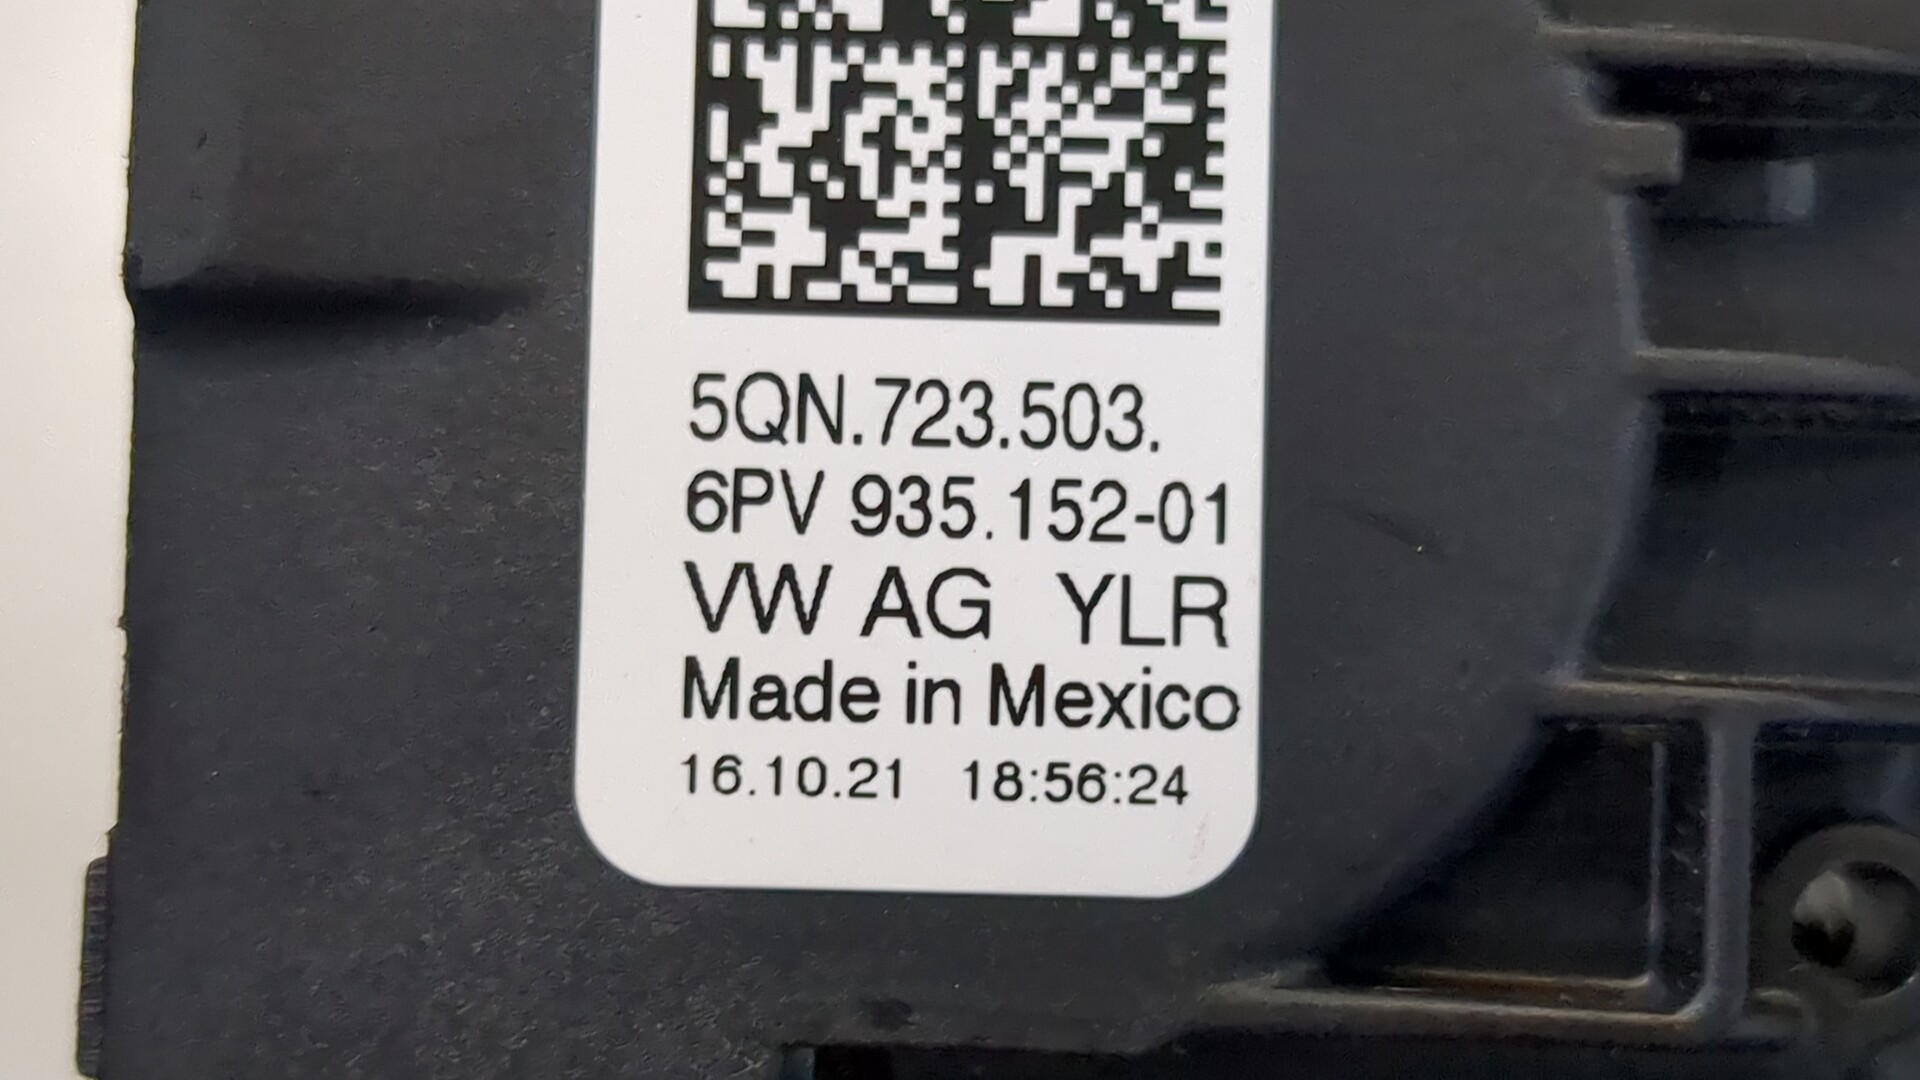 5QN.723.503.
6PV 935.152-01
VW AG YLR
Made in Mexico
16.10.21 18:56:24